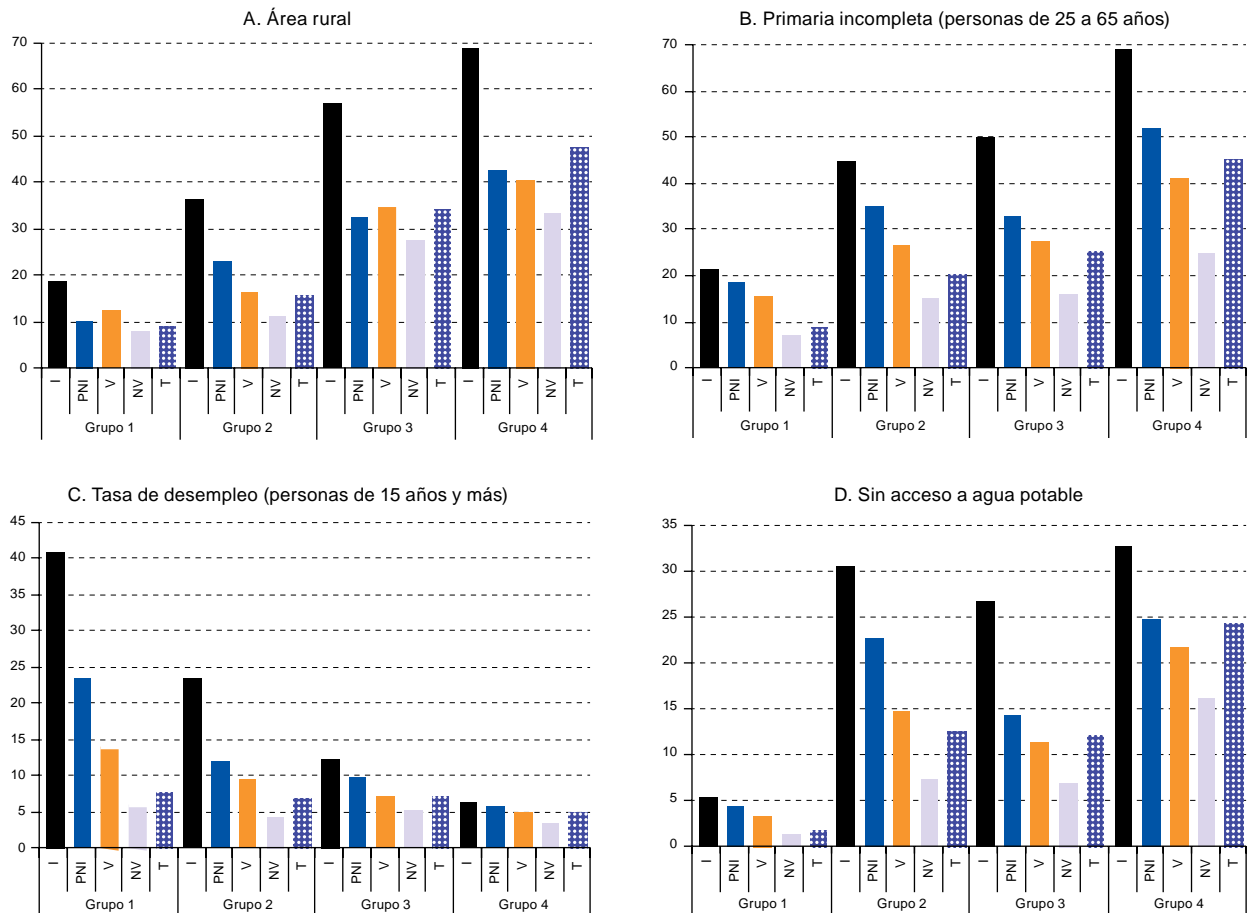 A. Área rural
70
60
50
40
30
20
10
0
I PNI V NV T I PNI V NV T I PNI V NV T I PNI V NV T
Grupo 1 Grupo 2 Grupo 3 Grupo 4
B. Primaria incompleta (personas de 25 a 65 años)
70
60
50
40
30
20
10
0
I PNI V NV T I PNI V NV T I PNI V NV T I PNI V NV T
Grupo 1 Grupo 2 Grupo 3 Grupo 4
C. Tasa de desempleo (personas de 15 años y más)
45
40
35
30
25
20
15
10
5
0
I PNI V NV T I PNI V NV T I PNI V NV T I PNI V NV T
Grupo 1 Grupo 2 Grupo 3 Grupo 4
D. Sin acceso a agua potable
35
30
25
20
15
10
5
0
I PNI V NV T I PNI V NV T I PNI V NV T I PNI V NV T
Grupo 1 Grupo 2 Grupo 3 Grupo 4